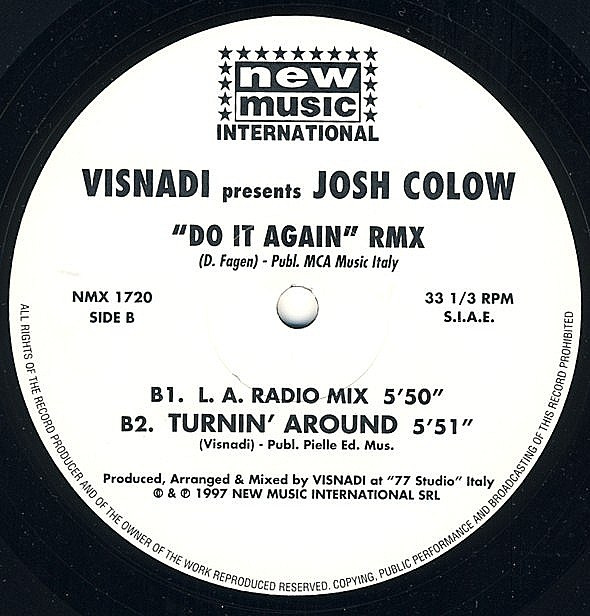 new
music
INTERNATIONAL
VISNADI presents JOSH COLOW
"DO IT AGAIN" RMX
(D. Fagen) - Publ. MCA Music Italy
NMX 1720
SIDE B
33 1/3 RPM
S.I.A.E.
B1. L. A. RADIO MIX 5'50"
B2. TURNIN' AROUND 5'51"
(Visnadi) - Publ. Pielle Ed. Mus.
Produced, Arranged & Mixed by VISNADI at "77 Studio" Italy
© & ℗ 1997 NEW MUSIC INTERNATIONAL SRL
ALL RIGHTS OF THE RECORD PRODUCER AND OF THE OWNER OF THE WORK REPRODUCED RESERVED. COPYING, PUBLIC PERFORMANCE AND BROADCASTING OF THIS RECORD PROHIBITED